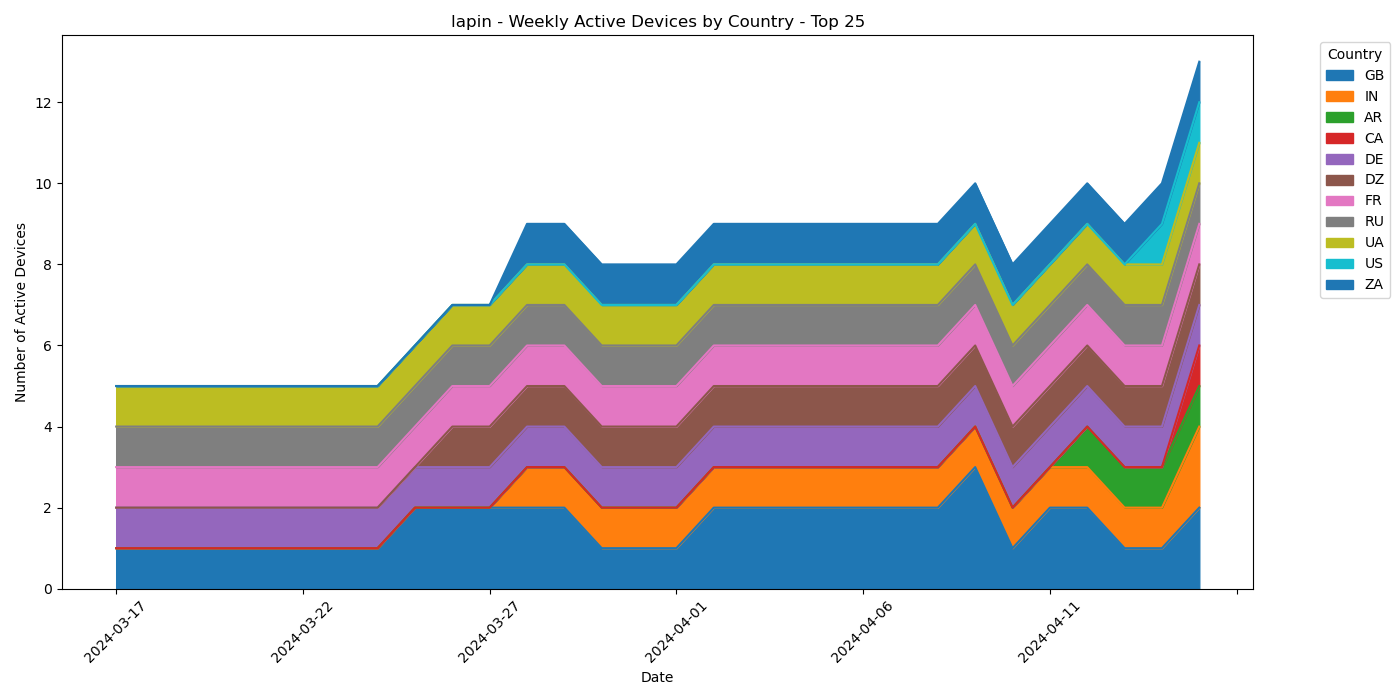 lapin - Weekly Active Devices by Country - Top 25
Number of Active Devices
12
10
8
6
4
2
0
2024-03-17
2024-03-22
2024-03-27
2024-04-01
2024-04-06
2024-04-11
Date
Country
GB
IN
AR
CA
DE
DZ
FR
RU
UA
US
ZA